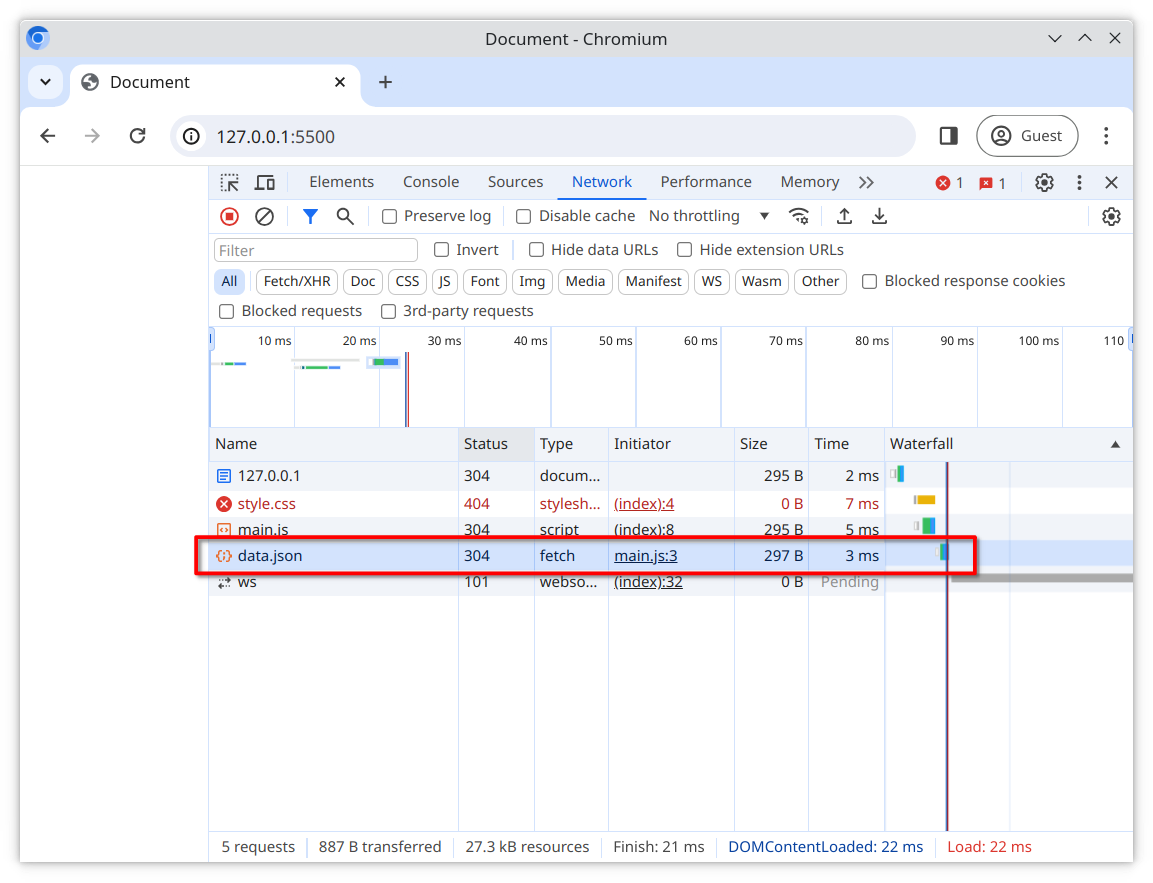 Document - Chromium
Document
127.0.0.1:5500 Guest
Elements Console Sources Network Performance Memory 1 1
Preserve log Disable cache No throttling
Filter Invert Hide data URLs Hide extension URLs
All Fetch/XHR Doc CSS JS Font Img Media Manifest WS Wasm Other Blocked response cookies
Blocked requests 3rd-party requests
10 ms 20 ms 30 ms 40 ms 50 ms 60 ms 70 ms 80 ms 90 ms 100 ms 110
Name Status Type Initiator Size Time Waterfall
127.0.0.1 304 docum... 295 B 2 ms
style.css 404 stylesh... (index):4 0 B 7 ms
main.js 304 script (index):8 295 B 5 ms
data.json 304 fetch main.js:3 297 B 3 ms
ws 101 webso... (index):32 0 B Pending
5 requests 887 B transferred 27.3 kB resources Finish: 21 ms DOMContentLoaded: 22 ms Load: 22 ms